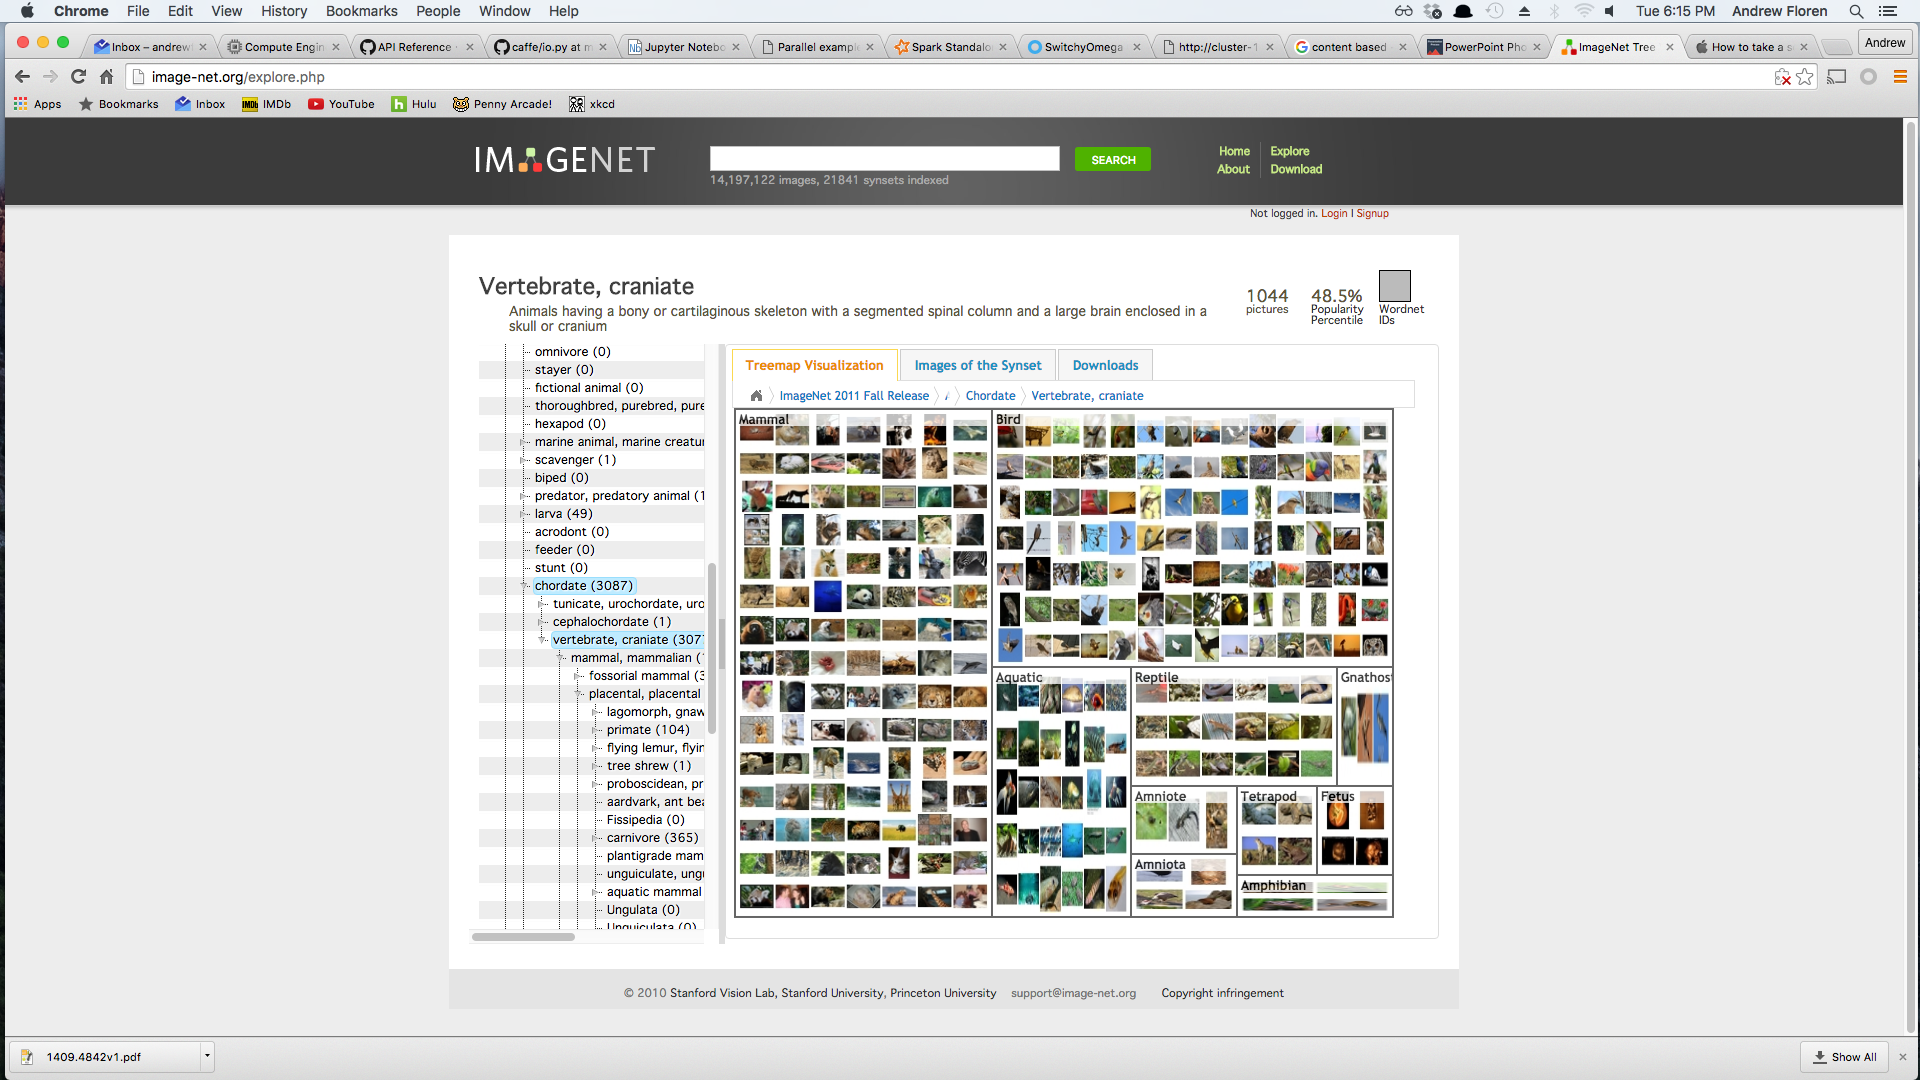 Chrome File Edit View History Bookmarks People Window Help Tue 6:15 PM Andrew Floren
Inbox – andrew Compute Engin API Reference caffe/io.py at m Jupyter Notebo Parallel example Spark Standalo SwitchyOmega http://cluster-1 content based PowerPoint Pho ImageNet Tree How to take a s Andrew
image-net.org/explore.php
Apps Bookmarks Inbox IMDb YouTube Hulu Penny Arcade! xkcd
IMAGENET
SEARCH
14,197,122 images, 21841 synsets indexed
Home Explore
About Download
Not logged in. Login | Signup
Vertebrate, craniate
Animals having a bony or cartilaginous skeleton with a segmented spinal column and a large brain enclosed in a
skull or cranium
1044
pictures
48.5%
Popularity
Percentile
Wordnet
IDs
omnivore (0)
stayer (0)
fictional animal (0)
thoroughbred, purebred, pure
hexapod (0)
marine animal, marine creatur
scavenger (1)
biped (0)
predator, predatory animal (1
larva (49)
acrodont (0)
feeder (0)
stunt (0)
chordate (3087)
tunicate, urochordate, uro
cephalochordate (1)
vertebrate, craniate (307
mammal, mammalian (
fossorial mammal (3
placental, placental
lagomorph, gnaw
primate (104)
flying lemur, flyin
tree shrew (1)
proboscidean, pr
aardvark, ant bea
Fissipedia (0)
carnivore (365)
plantigrade mam
unguiculate, ungu
aquatic mammal
Ungulata (0)
Unguiculata (0)
Treemap Visualization Images of the Synset Downloads
ImageNet 2011 Fall Release Chordate Vertebrate, craniate
Mammal
Bird
Aquatic
Reptile
Gnathos
Amniote
Tetrapod
Fetus
Amniota
Amphibian
© 2010 Stanford Vision Lab, Stanford University, Princeton University support@image-net.org Copyright infringement
1409.4842v1.pdf Show All